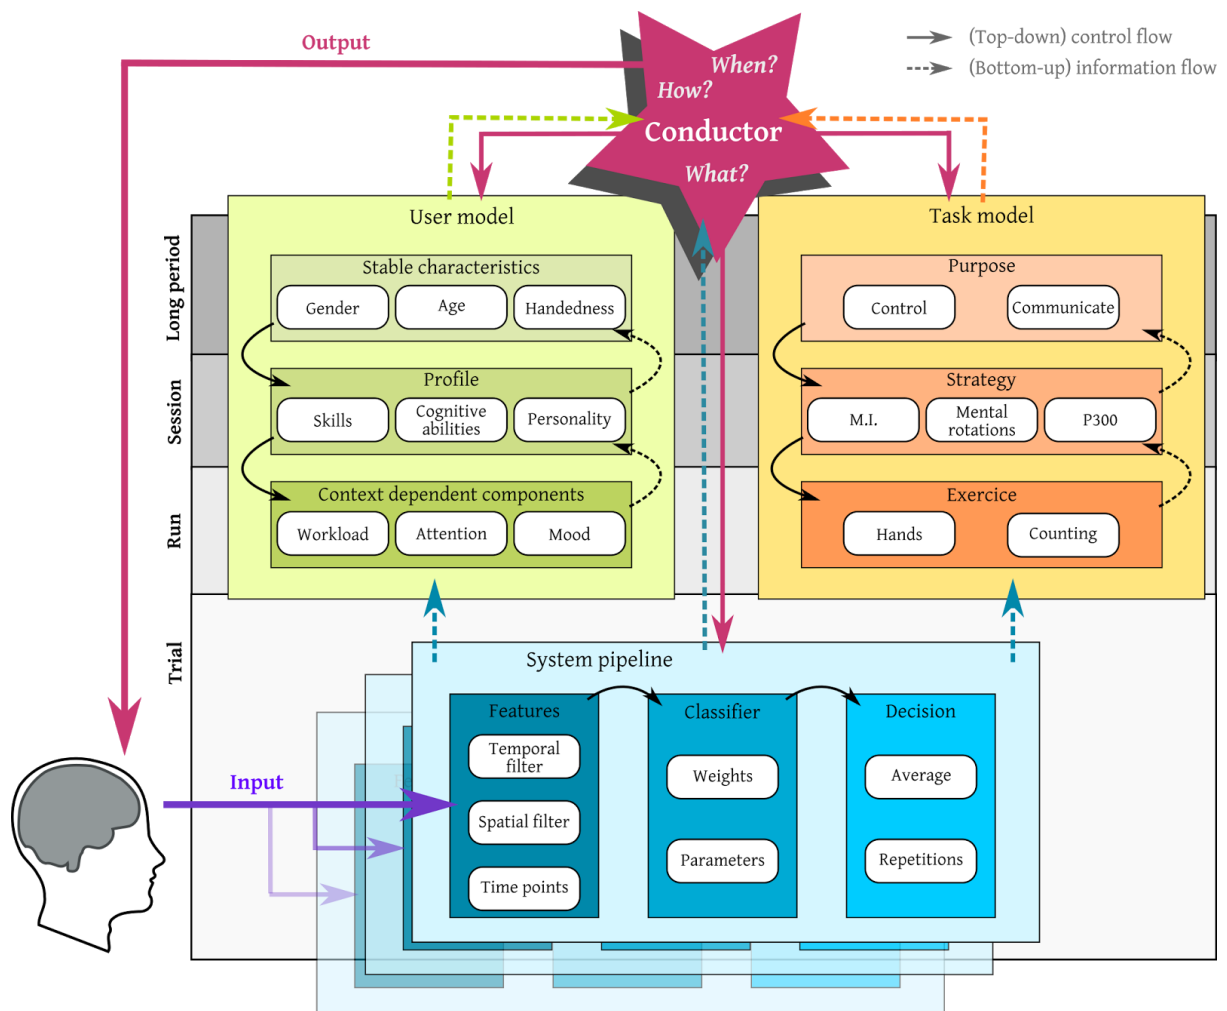 Output
When?
How?
Conductor
What?
(Top-down) control flow
(Bottom-up) information flow
User model
Task model
Long period
Stable characteristics
Gender
Age
Handedness
Purpose
Control
Communicate
Session
Profile
Skills
Cognitive
abilities
Personality
Strategy
M.I.
Mental
rotations
P300
Run
Context dependent components
Workload
Attention
Mood
Exercice
Hands
Counting
Trial
System pipeline
Features
Temporal
filter
Spatial filter
Time points
Classifier
Weights
Parameters
Decision
Average
Repetitions
Input